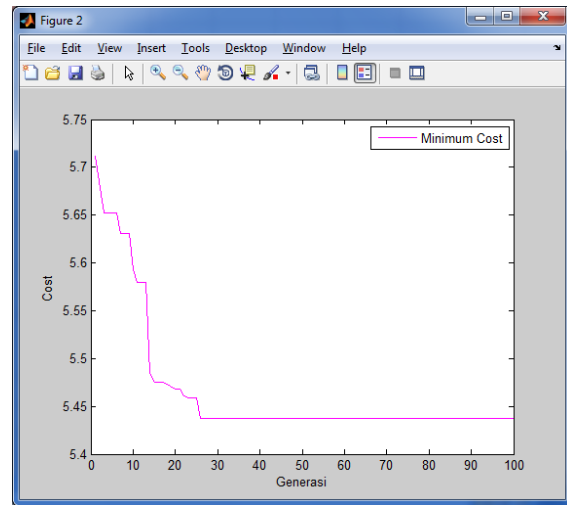 Figure 2
File Edit View Insert Tools Desktop Window Help
Minimum Cost
5.75
5.7
5.65
5.6
5.55
5.5
5.45
5.4
Cost
0 10 20 30 40 50 60 70 80 90 100
Generasi